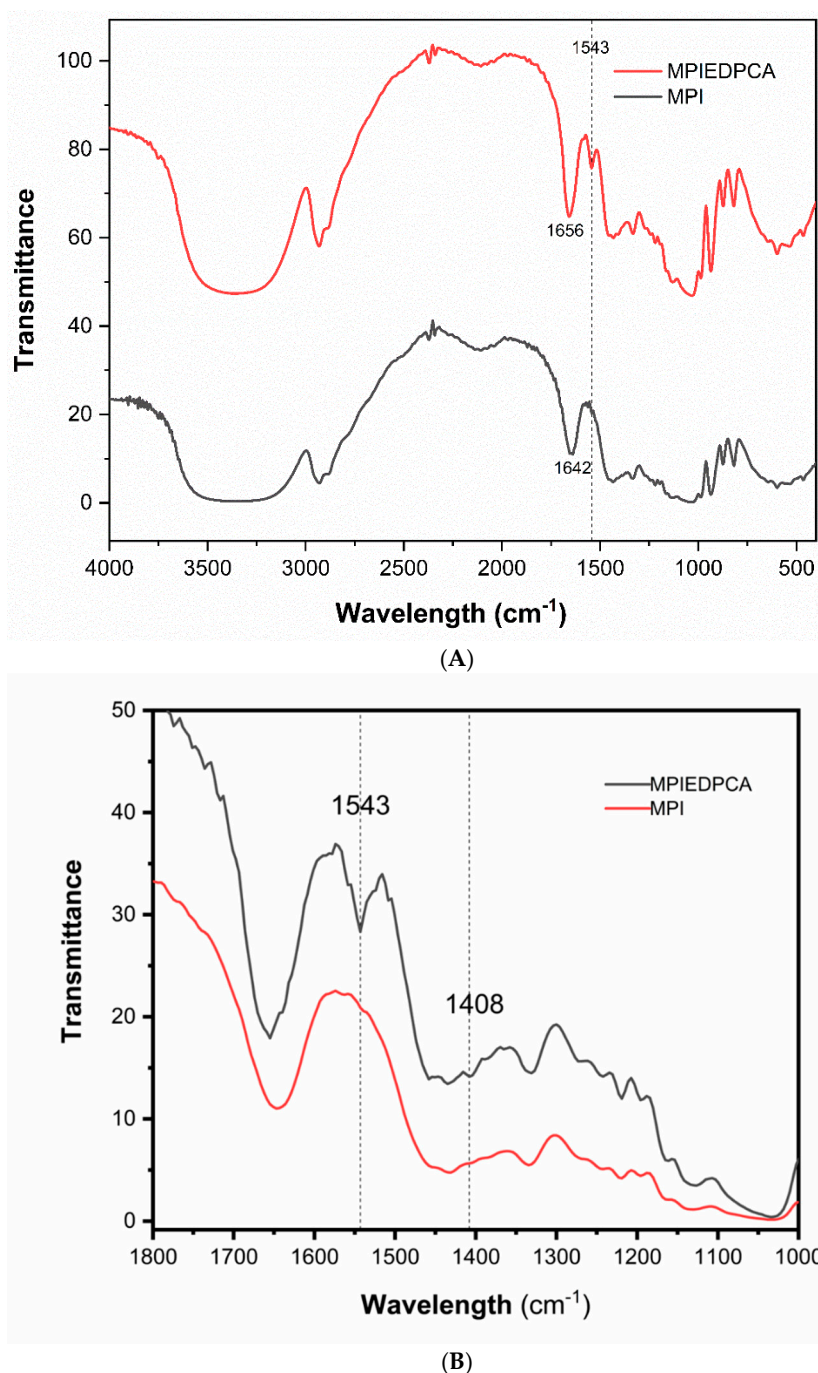 1543
MPIEDPCA
MPI
100
80
60
40
20
0
1656
1642
Transmittance
4000 3500 3000 2500 2000 1500 1000 500
Wavelength (cm⁻¹)
(A)
50
40
30
20
10
0
MPIEDPCA
MPI
1543
1408
Transmittance
1800 1700 1600 1500 1400 1300 1200 1100 1000
Wavelength (cm⁻¹)
(B)